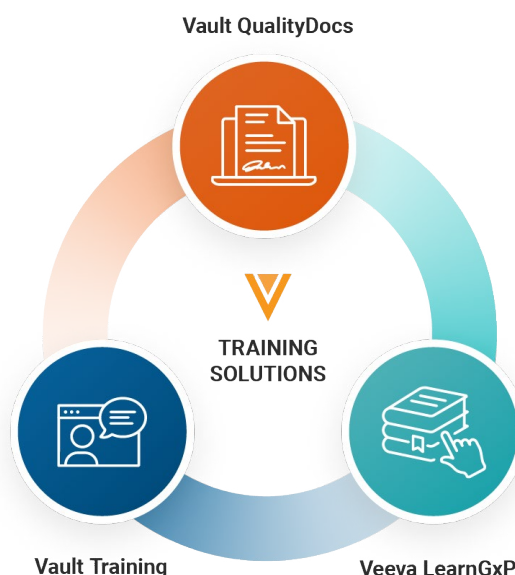 Vault QualityDocs
TRAINING
SOLUTIONS
Vault Training
Veeva LearnGxP